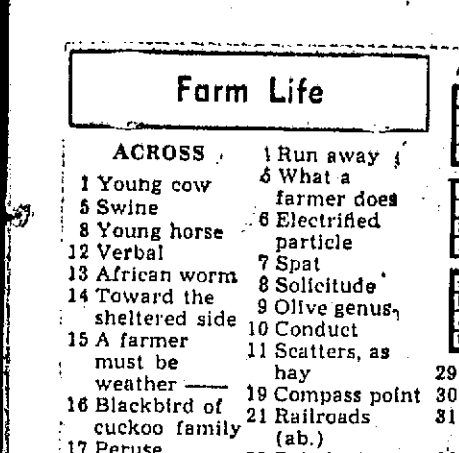 Farm Life
ACROSS
1 Young cow
5 Swine
8 Young horse
12 Verbal
13 African worm
14 Toward the
sheltered side
15 A farmer
must be
weather —
16 Blackbird of
cuckoo family
17 Peruse
Run away
What a
farmer does
6 Electrified
particle
7 Spat
8 Solicitude
9 Olive genus
10 Conduct
11 Scatters, as
hay
19 Compass point
21 Railroads
(ab.)
29
30
31